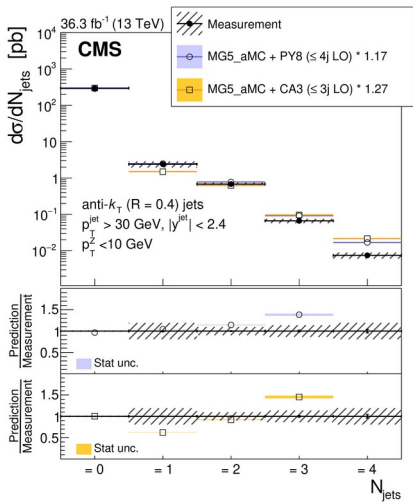 36.3 fb⁻¹ (13 TeV)
Measurement
MG5_aMC + PY8 (≤ 4j LO) * 1.17
MG5_aMC + CA3 (≤ 3j LO) * 1.27
CMS
dσ/dN_jets [pb]
10⁴
10³
10²
10
1
10⁻¹
10⁻²
anti-k_T (R = 0.4) jets
p_T^jet > 30 GeV, |y^jet| < 2.4
p_T^Z <10 GeV
Prediction
Measurement
1.5
1
0.5
Stat unc.
Prediction
Measurement
1.5
1
0.5
Stat unc.
= 0 = 1 = 2 = 3 = 4
N_jets